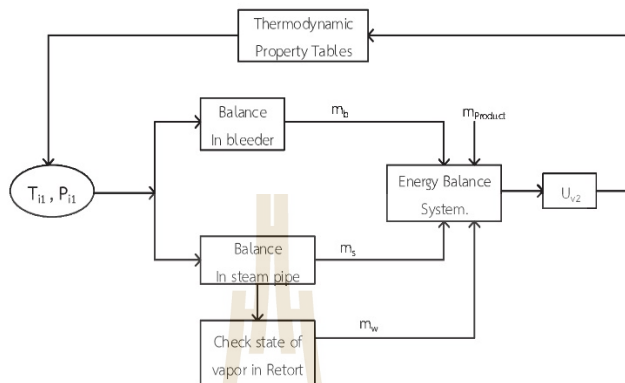 Thermodynamic
Property Tables
Balance
In bleeder
m_b
m_Product
T_i1 , P_i1
Energy Balance
System.
U_v2
Balance
In steam pipe
m_s
Check state of
vapor in Retort
m_w